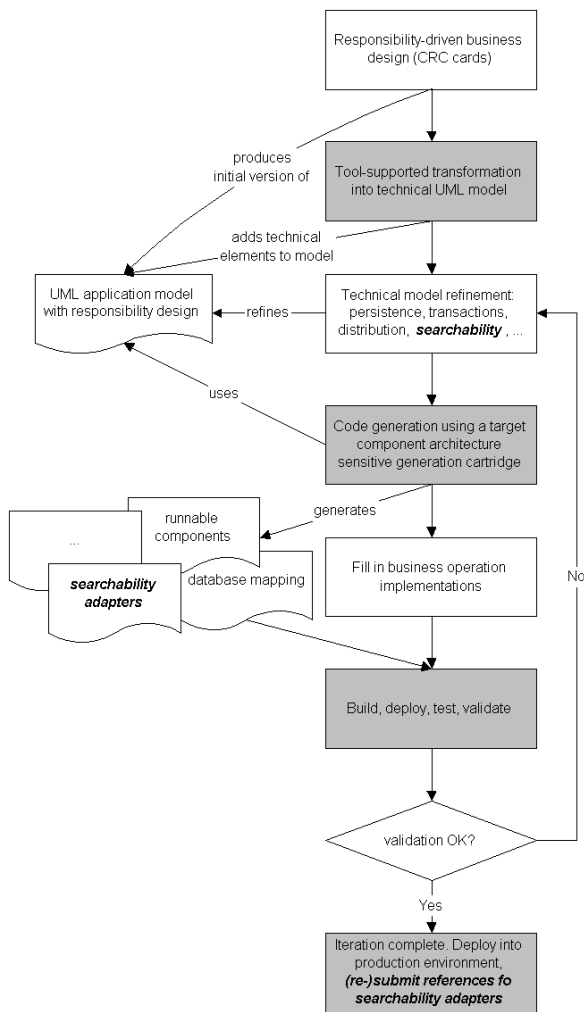 Responsibility-driven business
design (CRC cards)
produces
initial version of
Tool-supported transformation
into technical UML model
adds technical
elements to model
UML application model
with responsibility design
refines
Technical model refinement:
persistence, transactions,
distribution, searchability , ...
uses
Code generation using a target
component architecture
sensitive generation cartridge
generates
runnable
components
...
searchability
adapters
database mapping
Fill in business operation
implementations
No
Build, deploy, test, validate
validation OK?
Yes
Iteration complete. Deploy into
production environment,
(re-)submit references fo
searchability adapters